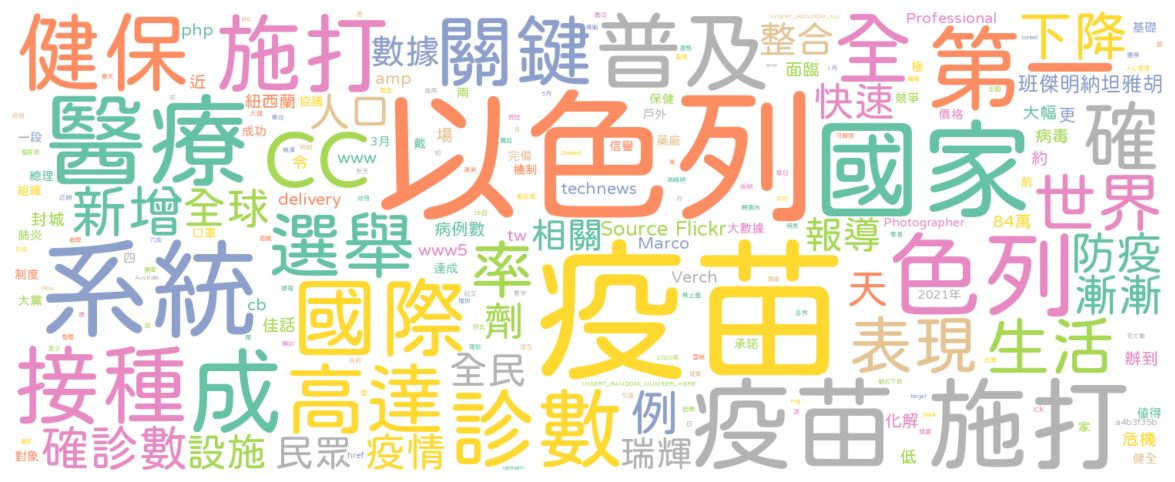 健保
php
施打
數據
關鍵
普及
整合
面臨
全
Professional
第一
下降
基礎
近
amp
INSERT_RANDOM_NU
極
班傑明納坦雅胡
紐西蘭
協議
人口
兩
保健
戶外
快速
競爭
價格
大幅
更
醫療
成功
CC
www
3月
戴
場
以色列
完備
機制
信譽
藥廠
technews
國家
病毒
約
確
一段
總理
組織
令
delivery
新增
全球
前
世界
封城
肺炎
口罩
選舉
病例數
www5
達成
tw
率
相關
Source Flickr
大數據
Marco
Verch
報導
Photographer
84萬
系統
四
制度
大黨
cb
佳話
國際
劑
疫苗
承諾
天
色列
2021年
防疫
漸漸
表現
生活
辦到
接種
成
高達
全民
2020年
INSERT_RANDOM_NUMBER_HERE
診數
例
疫苗
施打
化解
ck
值得
a4b3f35b
家
危機
健全
對象
確診數
設施
民眾
href
疫情
瑞輝
低